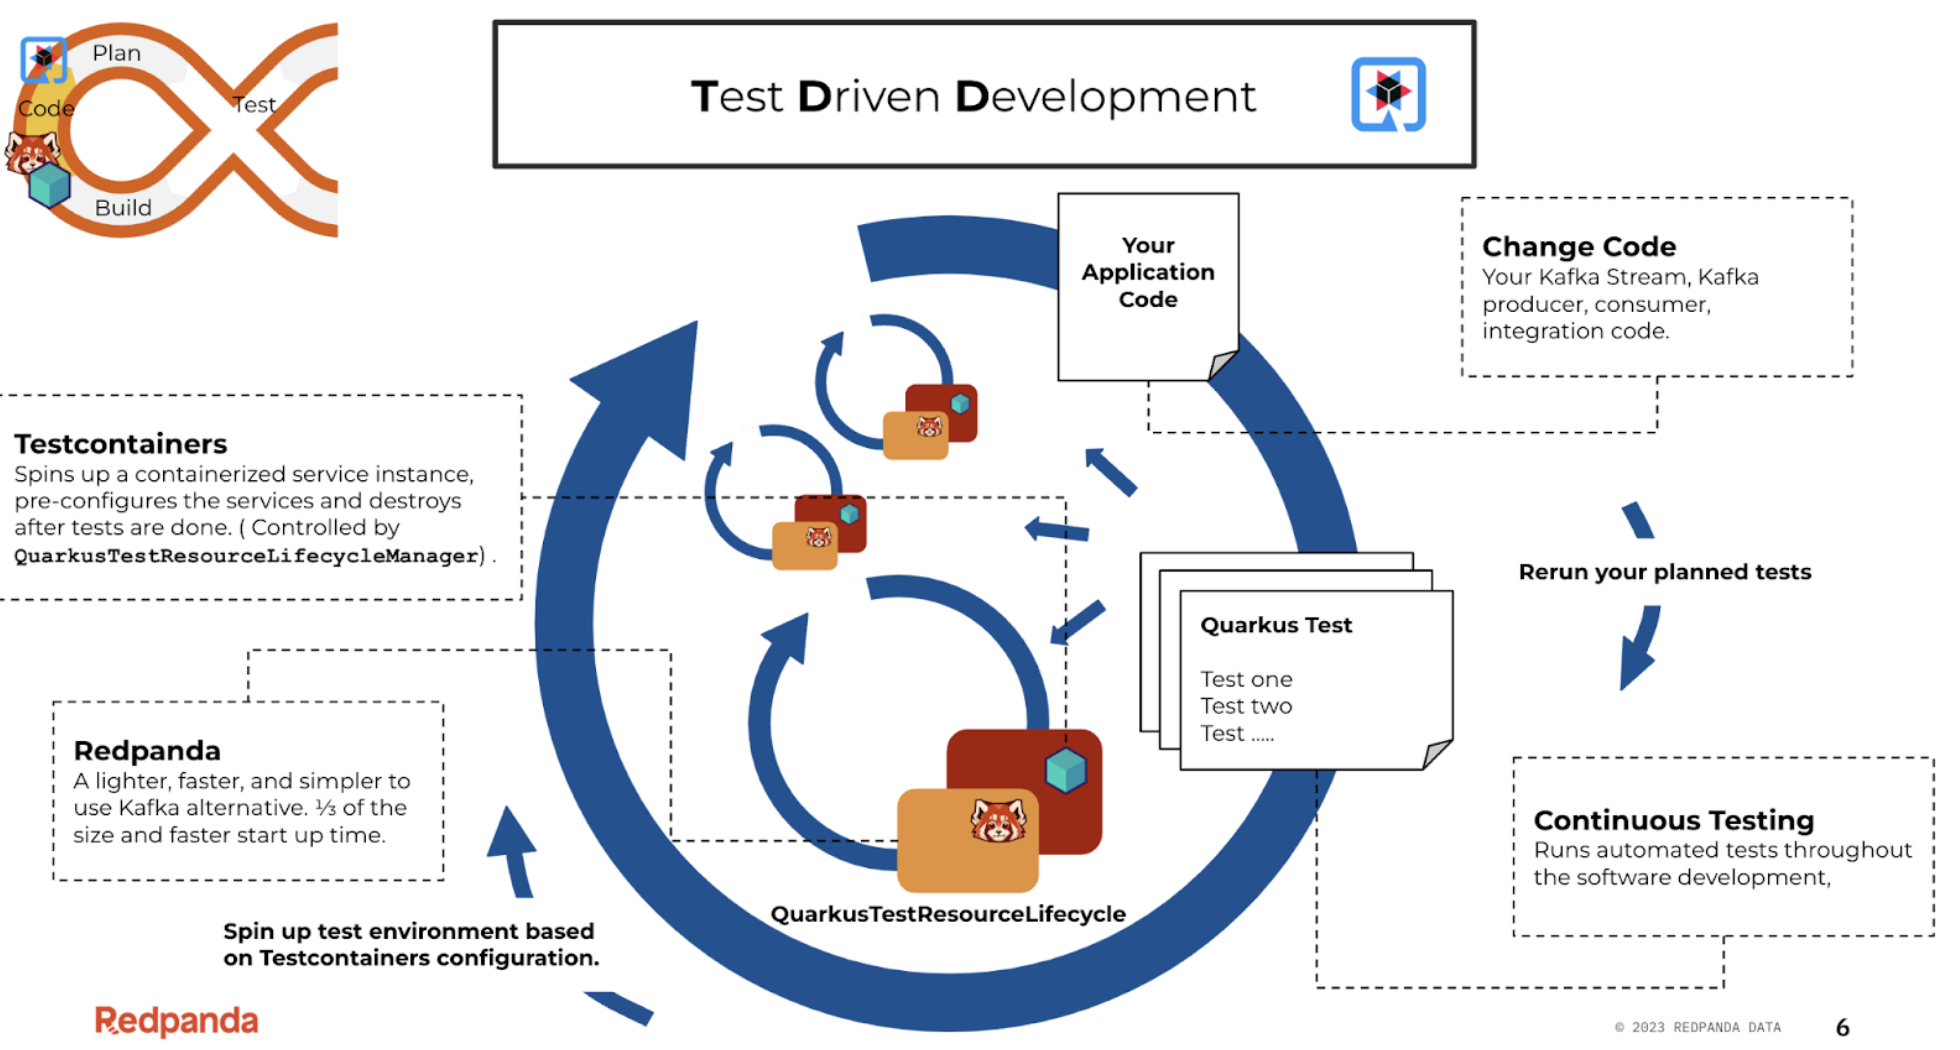 Plan
Code
Test
Build
Test Driven Development
Your
Application
Code
Change Code
Your Kafka Stream, Kafka
producer, consumer,
integration code.
Testcontainers
Spins up a containerized service instance,
pre-configures the services and destroys
after tests are done. ( Controlled by
QuarkusTestResourceLifecycleManager) .
Rerun your planned tests
Quarkus Test
Test one
Test two
Test .....
Redpanda
A lighter, faster, and simpler to
use Kafka alternative. ⅓ of the
size and faster start up time.
Continuous Testing
Runs automated tests throughout
the software development,
QuarkusTestResourceLifecycle
Spin up test environment based
on Testcontainers configuration.
Redpanda
© 2023 REDPANDA DATA
6